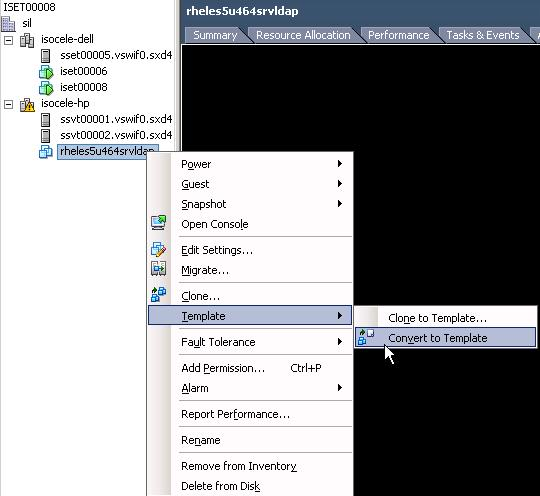 ISET00008
sil
isocele-dell
sset00005.vswif0.sxd4
iset00006
iset00008
isocele-hp
ssvt00001.vswif0.sxd4
ssvt00002.vswif0.sxd4
rheles5u464srvldap
rheles5u464srvldap
Summary Resource Allocation Performance Tasks & Events
Power
Guest
Snapshot
Open Console
Edit Settings...
Migrate...
Clone...
Template
Clone to Template...
Convert to Template
Fault Tolerance
Add Permission... Ctrl+P
Alarm
Report Performance...
Rename
Remove from Inventory
Delete from Disk